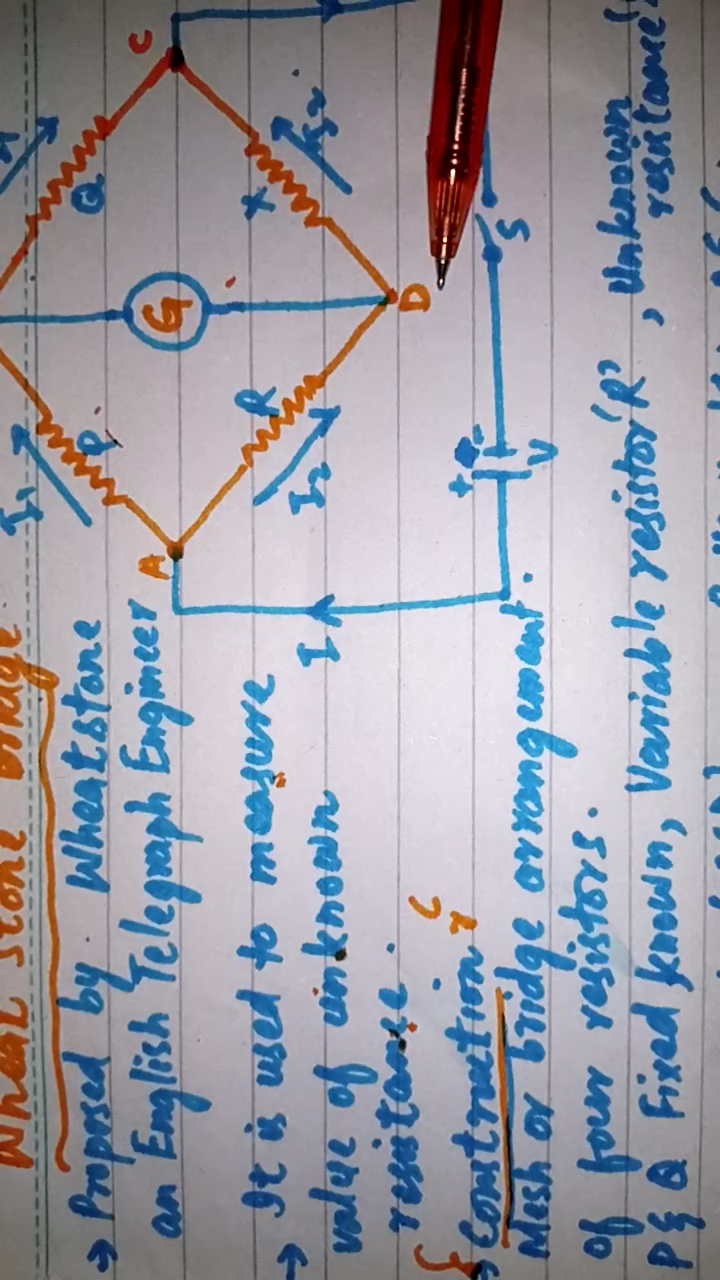 Wheat stone bridge
→ Proposed by Wheatstone
an English Telegraph Engineer
→ It is used to measure
value of unknown
resistance.
Construction
Mesh or bridge arrangement.
of four resistors.
P & Q Fixed known, Variable resistor 'R', Unknown
resistance
I1
P
Q
C
A
G
R
I2
X
I2
D
I
+ -
V
S